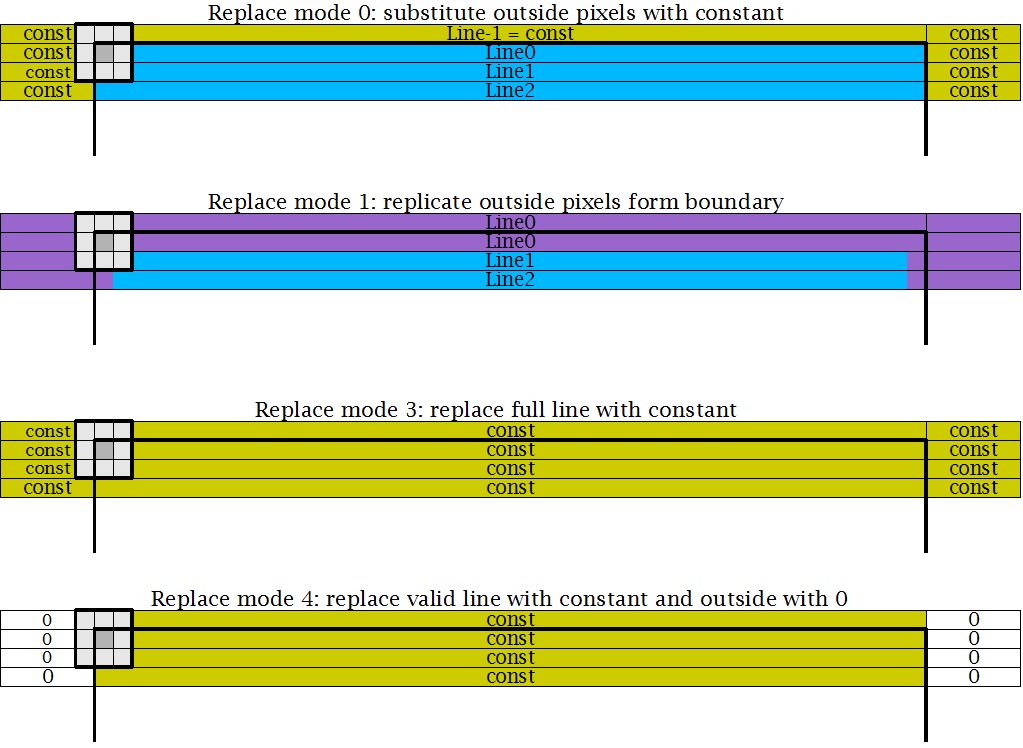 Replace mode 0: substitute outside pixels with constant
const Line-1 = const const
const Line0 const
const Line1 const
const Line2 const
Replace mode 1: replicate outside pixels form boundary
Line0
Line0
Line1
Line2
Replace mode 3: replace full line with constant
const const const
const const const
const const const
const const const
Replace mode 4: replace valid line with constant and outside with 0
0 const 0
0 const 0
0 const 0
0 const 0